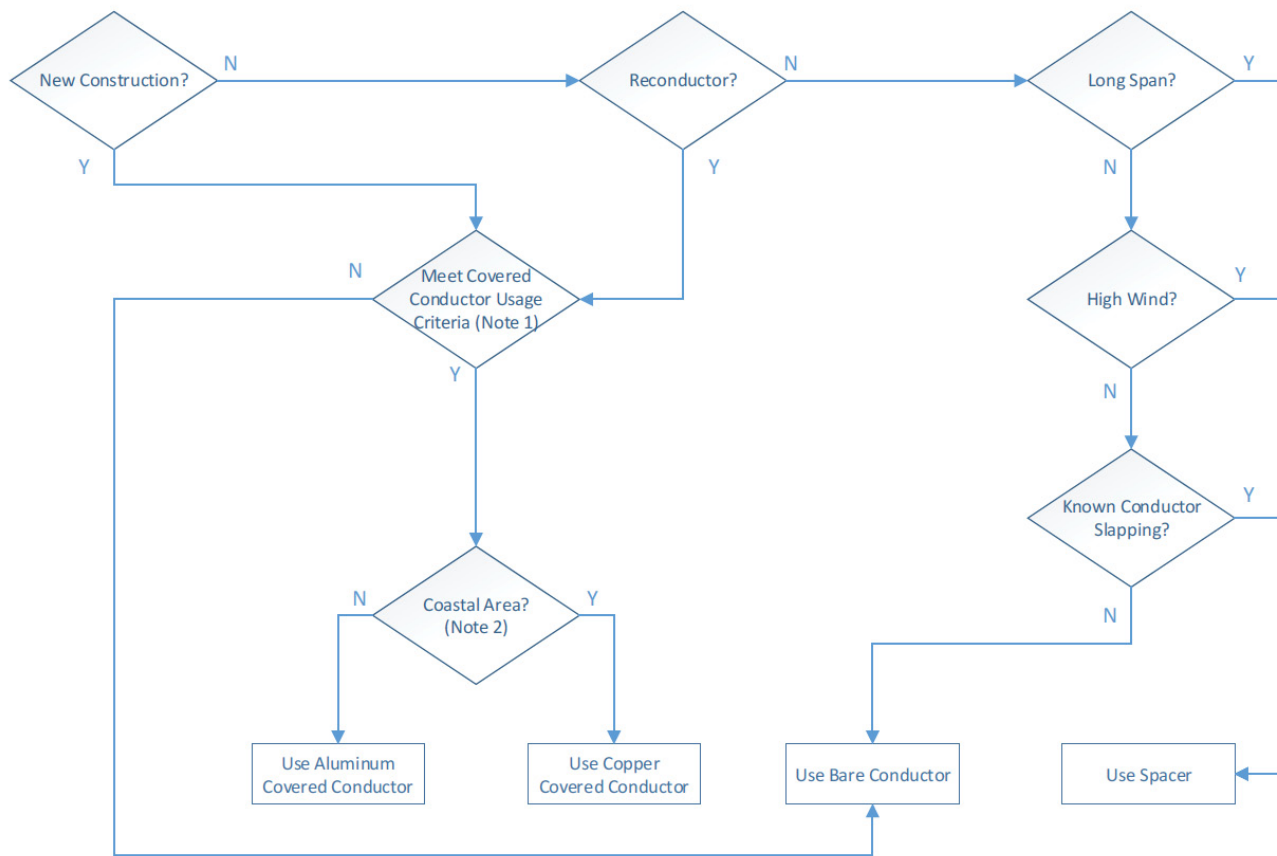 New Construction?
N
Reconductor?
N
Long Span?
Y
Y
Y
N
N
Meet Covered
Conductor Usage
Criteria (Note 1)
High Wind?
Y
Y
N
Known Conductor
Slapping?
Y
N
Coastal Area?
(Note 2)
Y
N
Use Aluminum
Covered Conductor
Use Copper
Covered Conductor
Use Bare Conductor
Use Spacer